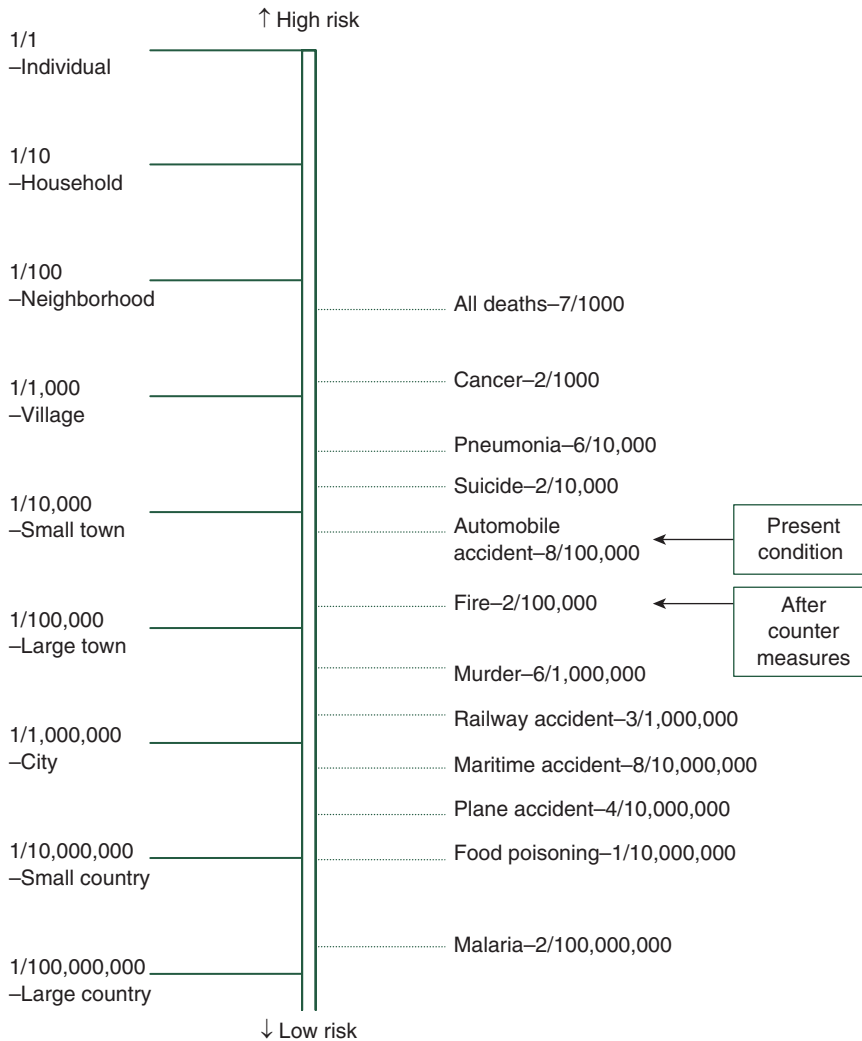 ↑ High risk
1/1
–Individual
1/10
–Household
1/100
–Neighborhood
1/1,000
–Village
1/10,000
–Small town
1/100,000
–Large town
1/1,000,000
–City
1/10,000,000
–Small country
1/100,000,000
–Large country
↓ Low risk
All deaths–7/1000
Cancer–2/1000
Pneumonia–6/10,000
Suicide–2/10,000
Automobile
accident–8/100,000
Fire–2/100,000
Murder–6/1,000,000
Railway accident–3/1,000,000
Maritime accident–8/10,000,000
Plane accident–4/10,000,000
Food poisoning–1/10,000,000
Malaria–2/100,000,000
Present
condition
After
counter
measures